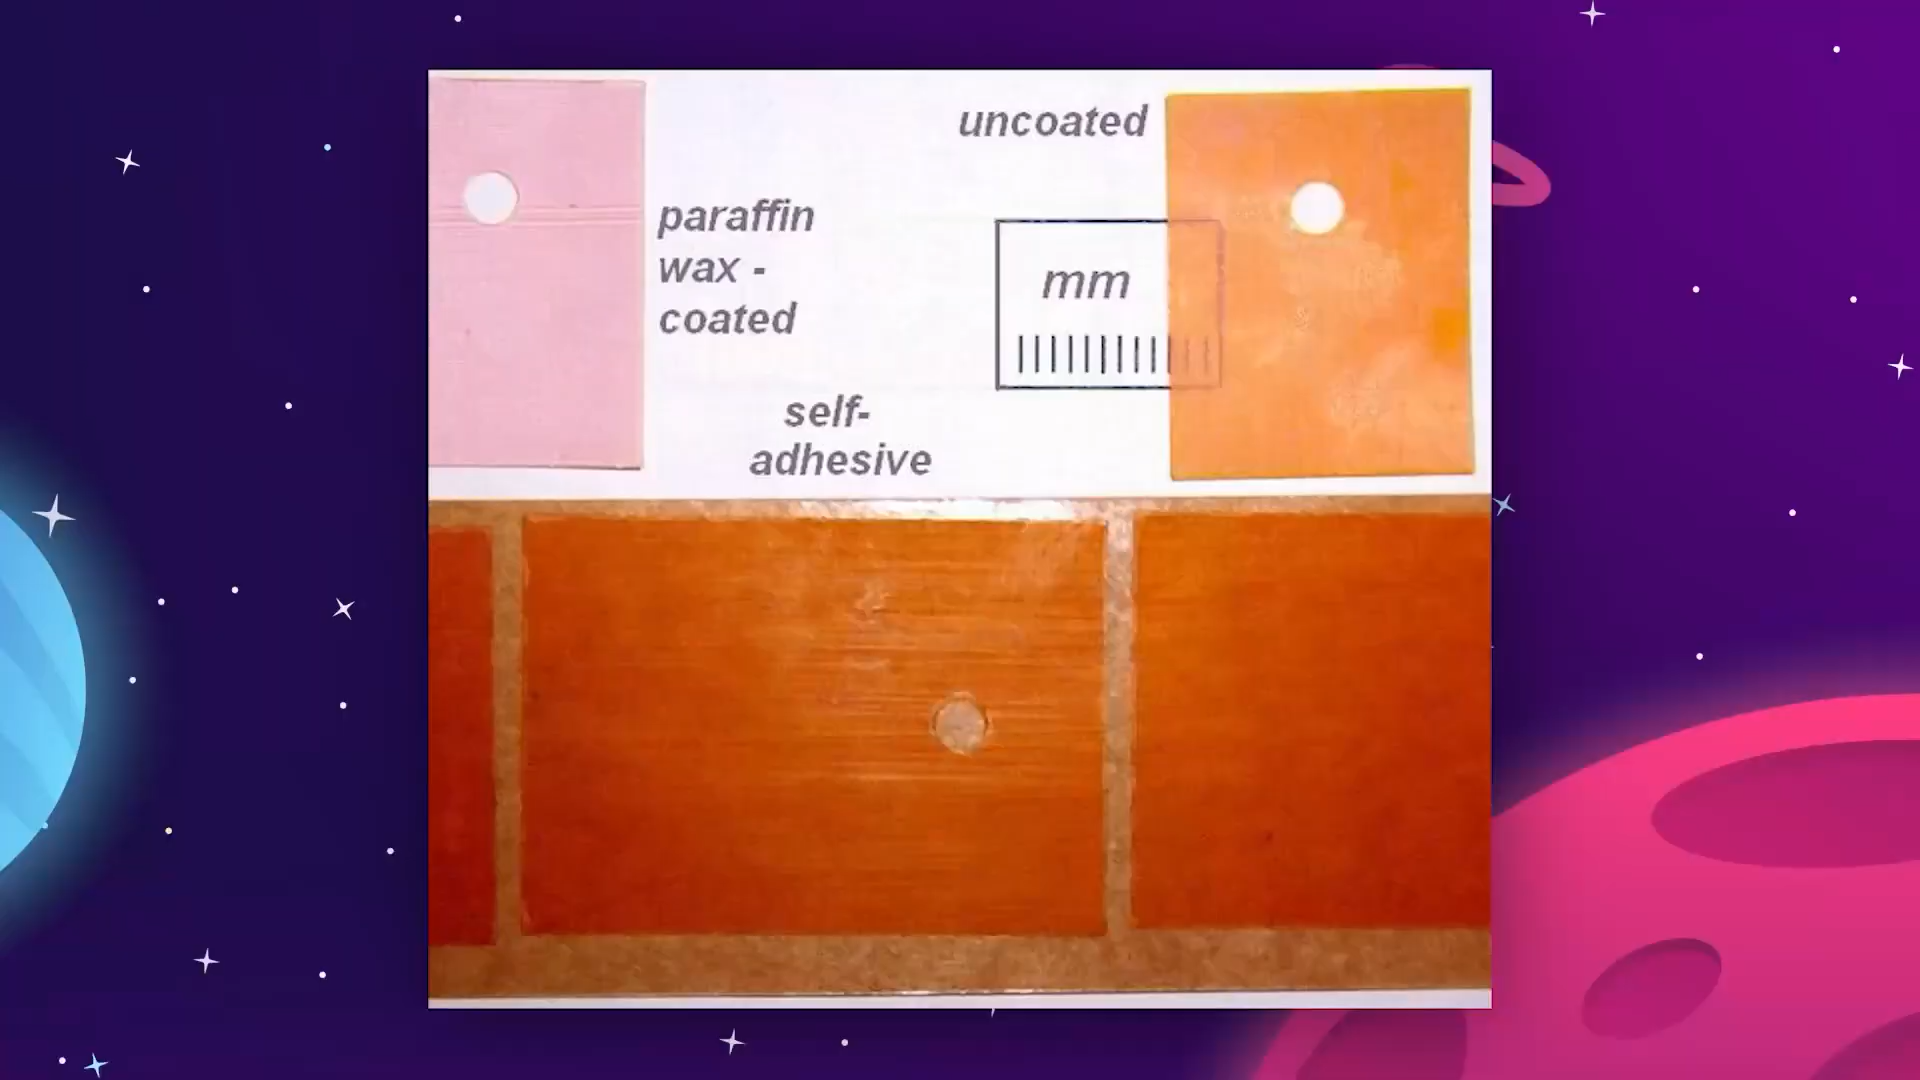 uncoated
paraffin
wax -
coated
mm
self-
adhesive